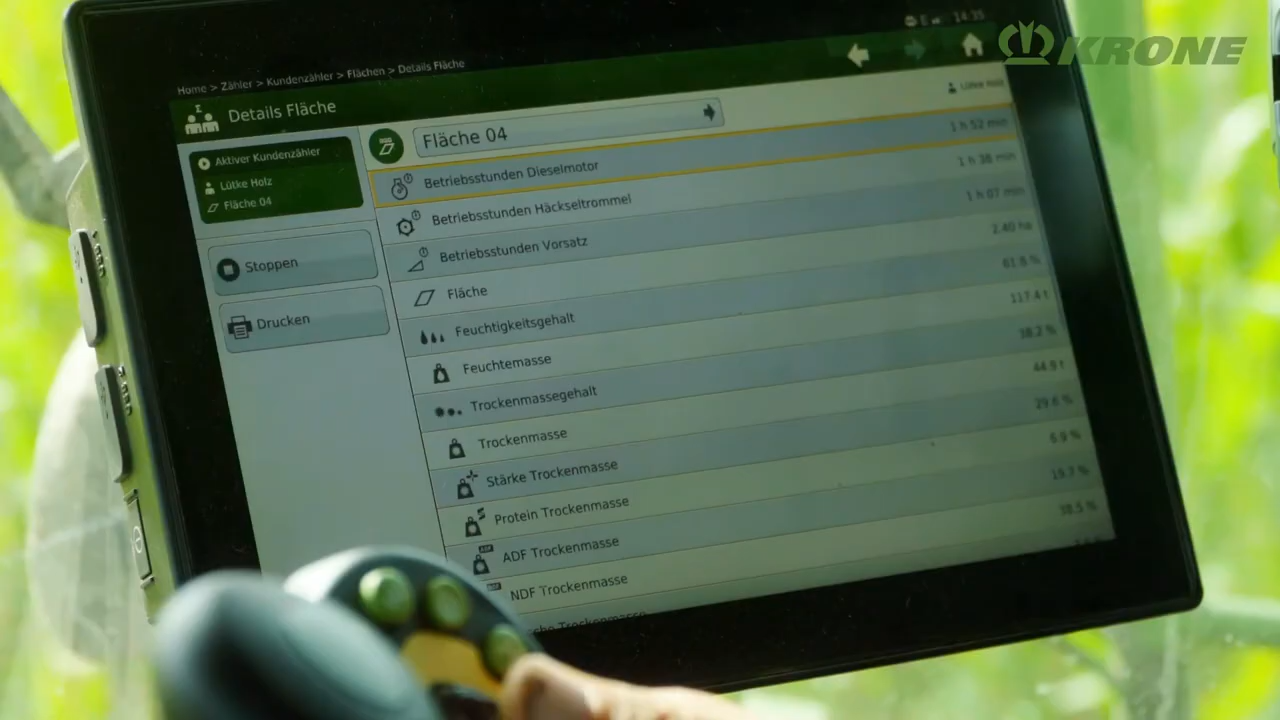 14:35
KRONE
Home > Zähler > Kundenzähler > Flächen > Details Fläche
Details Fläche
Lütke Holz
Aktiver Kundenzähler
Lütke Holz
Fläche 04
Stoppen
Drucken
Fläche 04
Betriebsstunden Dieselmotor 1 h 52 min
Betriebsstunden Häckseltrommel 1 h 38 min
Betriebsstunden Vorsatz 1 h 07 min
Fläche 2.40 ha
Feuchtigkeitsgehalt 61.8 %
Feuchtemasse 117.4 t
Trockenmassegehalt 38.2 %
Trockenmasse 44.9 t
Stärke Trockenmasse 29.6 %
Protein Trockenmasse 6.9 %
ADF Trockenmasse 19.7 %
NDF Trockenmasse 38.5 %
Trockenmasse